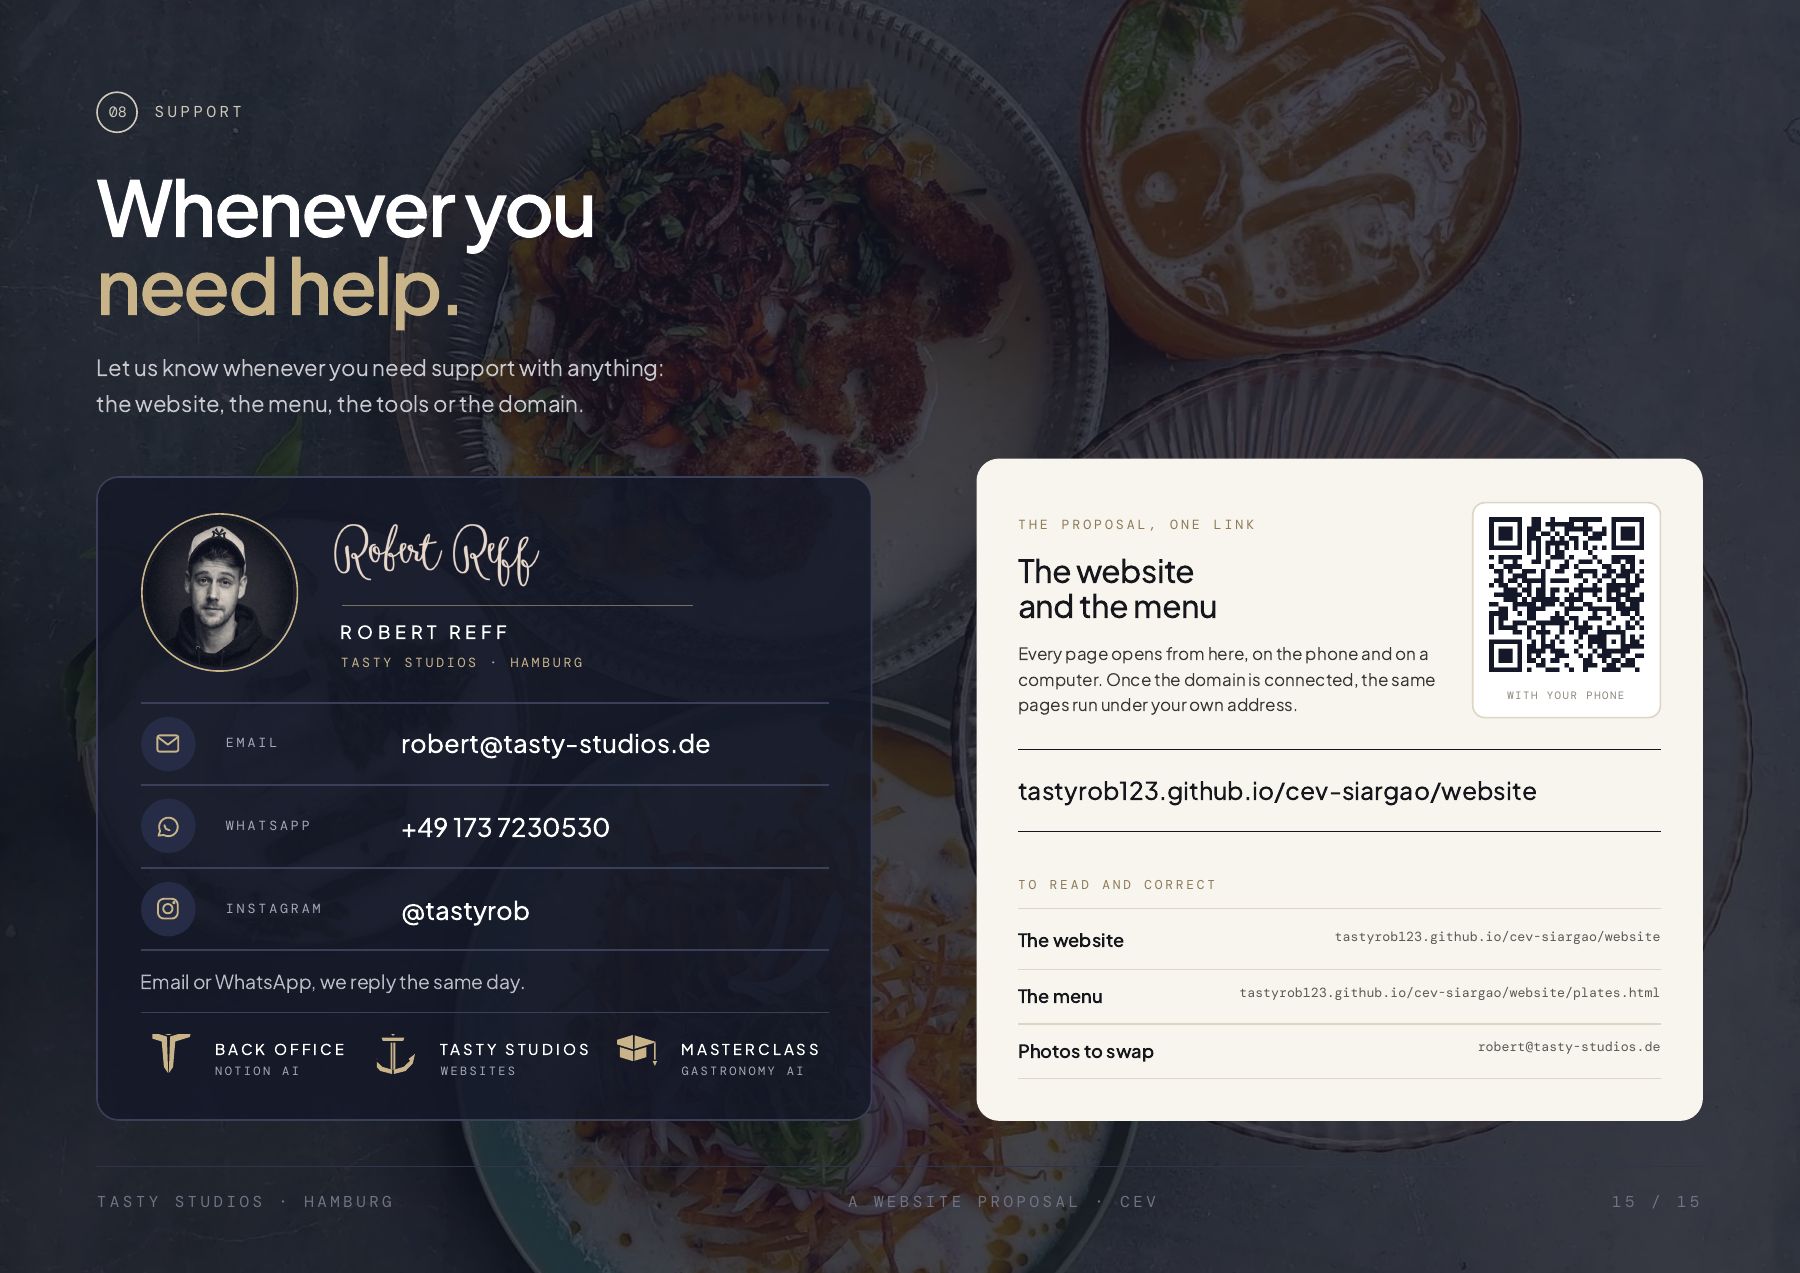 08 SUPPORT
Whenever you
need help.
Let us know whenever you need support with anything:
the website, the menu, the tools or the domain.
Robert Reff
ROBERT REFF
TASTY STUDIOS · HAMBURG
EMAIL robert@tasty-studios.de
WHATSAPP +49 173 7230530
INSTAGRAM @tastyrob
Email or WhatsApp, we reply the same day.
BACK OFFICE
NOTION AI
TASTY STUDIOS
WEBSITES
MASTERCLASS
GASTRONOMY AI
THE PROPOSAL, ONE LINK
The website
and the menu
Every page opens from here, on the phone and on a
computer. Once the domain is connected, the same
pages run under your own address.
WITH YOUR PHONE
tastyrob123.github.io/cev-siargao/website
TO READ AND CORRECT
The website tastyrob123.github.io/cev-siargao/website
The menu tastyrob123.github.io/cev-siargao/website/plates.html
Photos to swap robert@tasty-studios.de
TASTY STUDIOS · HAMBURG
A WEBSITE PROPOSAL · CEV
15 / 15